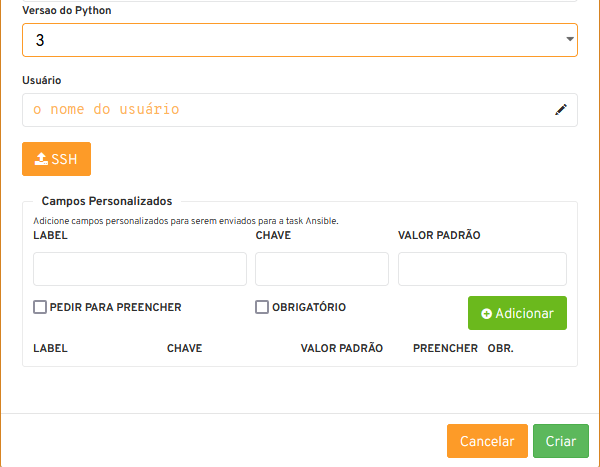 Versao do Python
3
Usuário
o nome do usuário
SSH
Campos Personalizados
Adicione campos personalizados para serem enviados para a task Ansible.
LABEL CHAVE VALOR PADRÃO
PEDIR PARA PREENCHER OBRIGATÓRIO Adicionar
LABEL CHAVE VALOR PADRÃO PREENCHER OBR.
Cancelar Criar